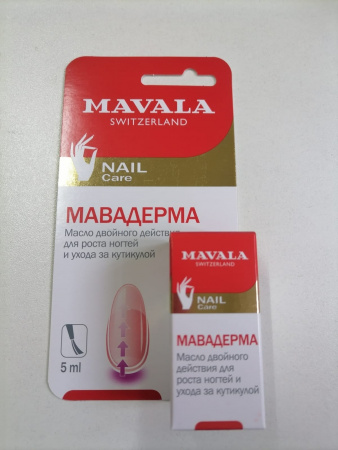 MAVALA
SWITZERLAND
NAIL
Care
МАВАДЕРМА
Масло двойного действия
для роста ногтей
и ухода за кутикулой
5 ml
MAVALA
SWITZERLAND
NAIL
Care
МАВАДЕРМА
Масло двойного
действия для
роста ногтей и
ухода за кутикулой